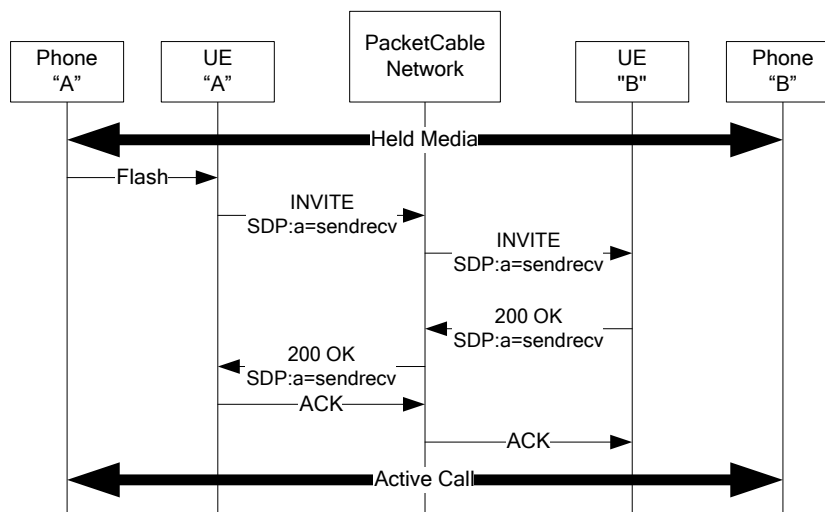 Phone
“A”
UE
“A”
PacketCable
Network
UE
"B"
Phone
“B”
Held Media
Flash
INVITE
SDP:a=sendrecv
INVITE
SDP:a=sendrecv
200 OK
SDP:a=sendrecv
200 OK
SDP:a=sendrecv
ACK
ACK
Active Call